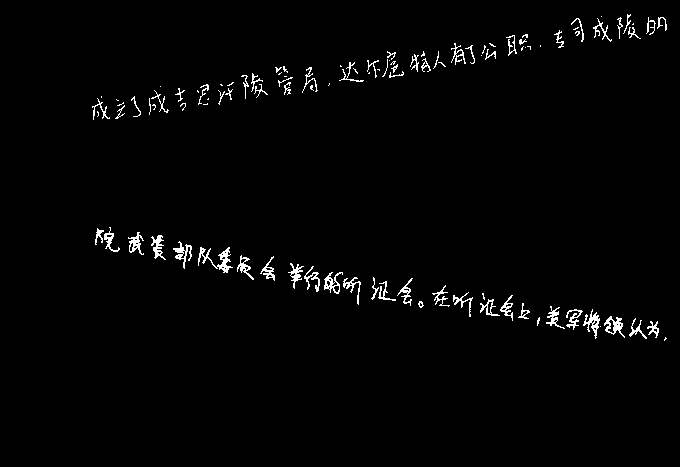 成立了成吉思汗陵管局,达尔扈特人有了公职,专司成陵的
院武装部队委员会举行的听证会。在听证会上,美军将领认为,